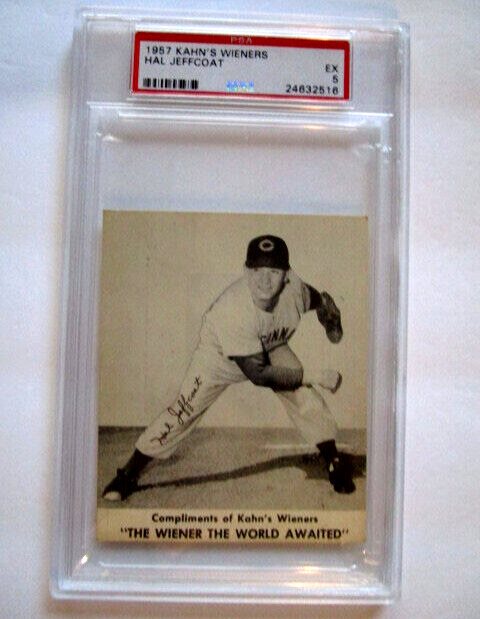 PSA
1957 KAHN'S WIENERS
HAL JEFFCOAT
EX
5
24632516
C
CINN
Hal Jeffcoat
Compliments of Kahn's Wieners
"THE WIENER THE WORLD AWAITED"